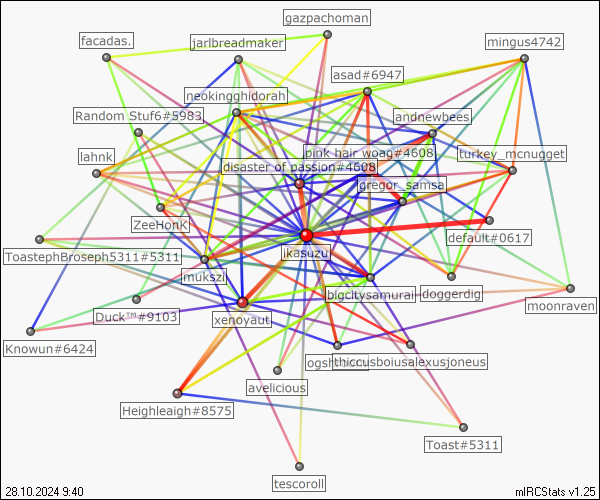 gazpachoman
facadas.
jarlbreadmaker
mingus4742
asad#6947
neokingghidorah
Random Stuf6#5983
andnewbees
pink hair woag#4608
turkey_mcnugget
lahnk
disaster of passion#4608
gregor_samsa
ZeeHonK
default#0617
jkasuzuj
ToastephBroseph5311#5311
mukszi
bigcitysamurai
doggerdig
moonraven
Duck™#9103
xenoyaut
Knowun#6424
thiccusboiusalexusjoneus
avelicious
Heighleaigh#8575
Toast#5311
tescoroll
28.10.2024 9:40
mIRCStats v1.25